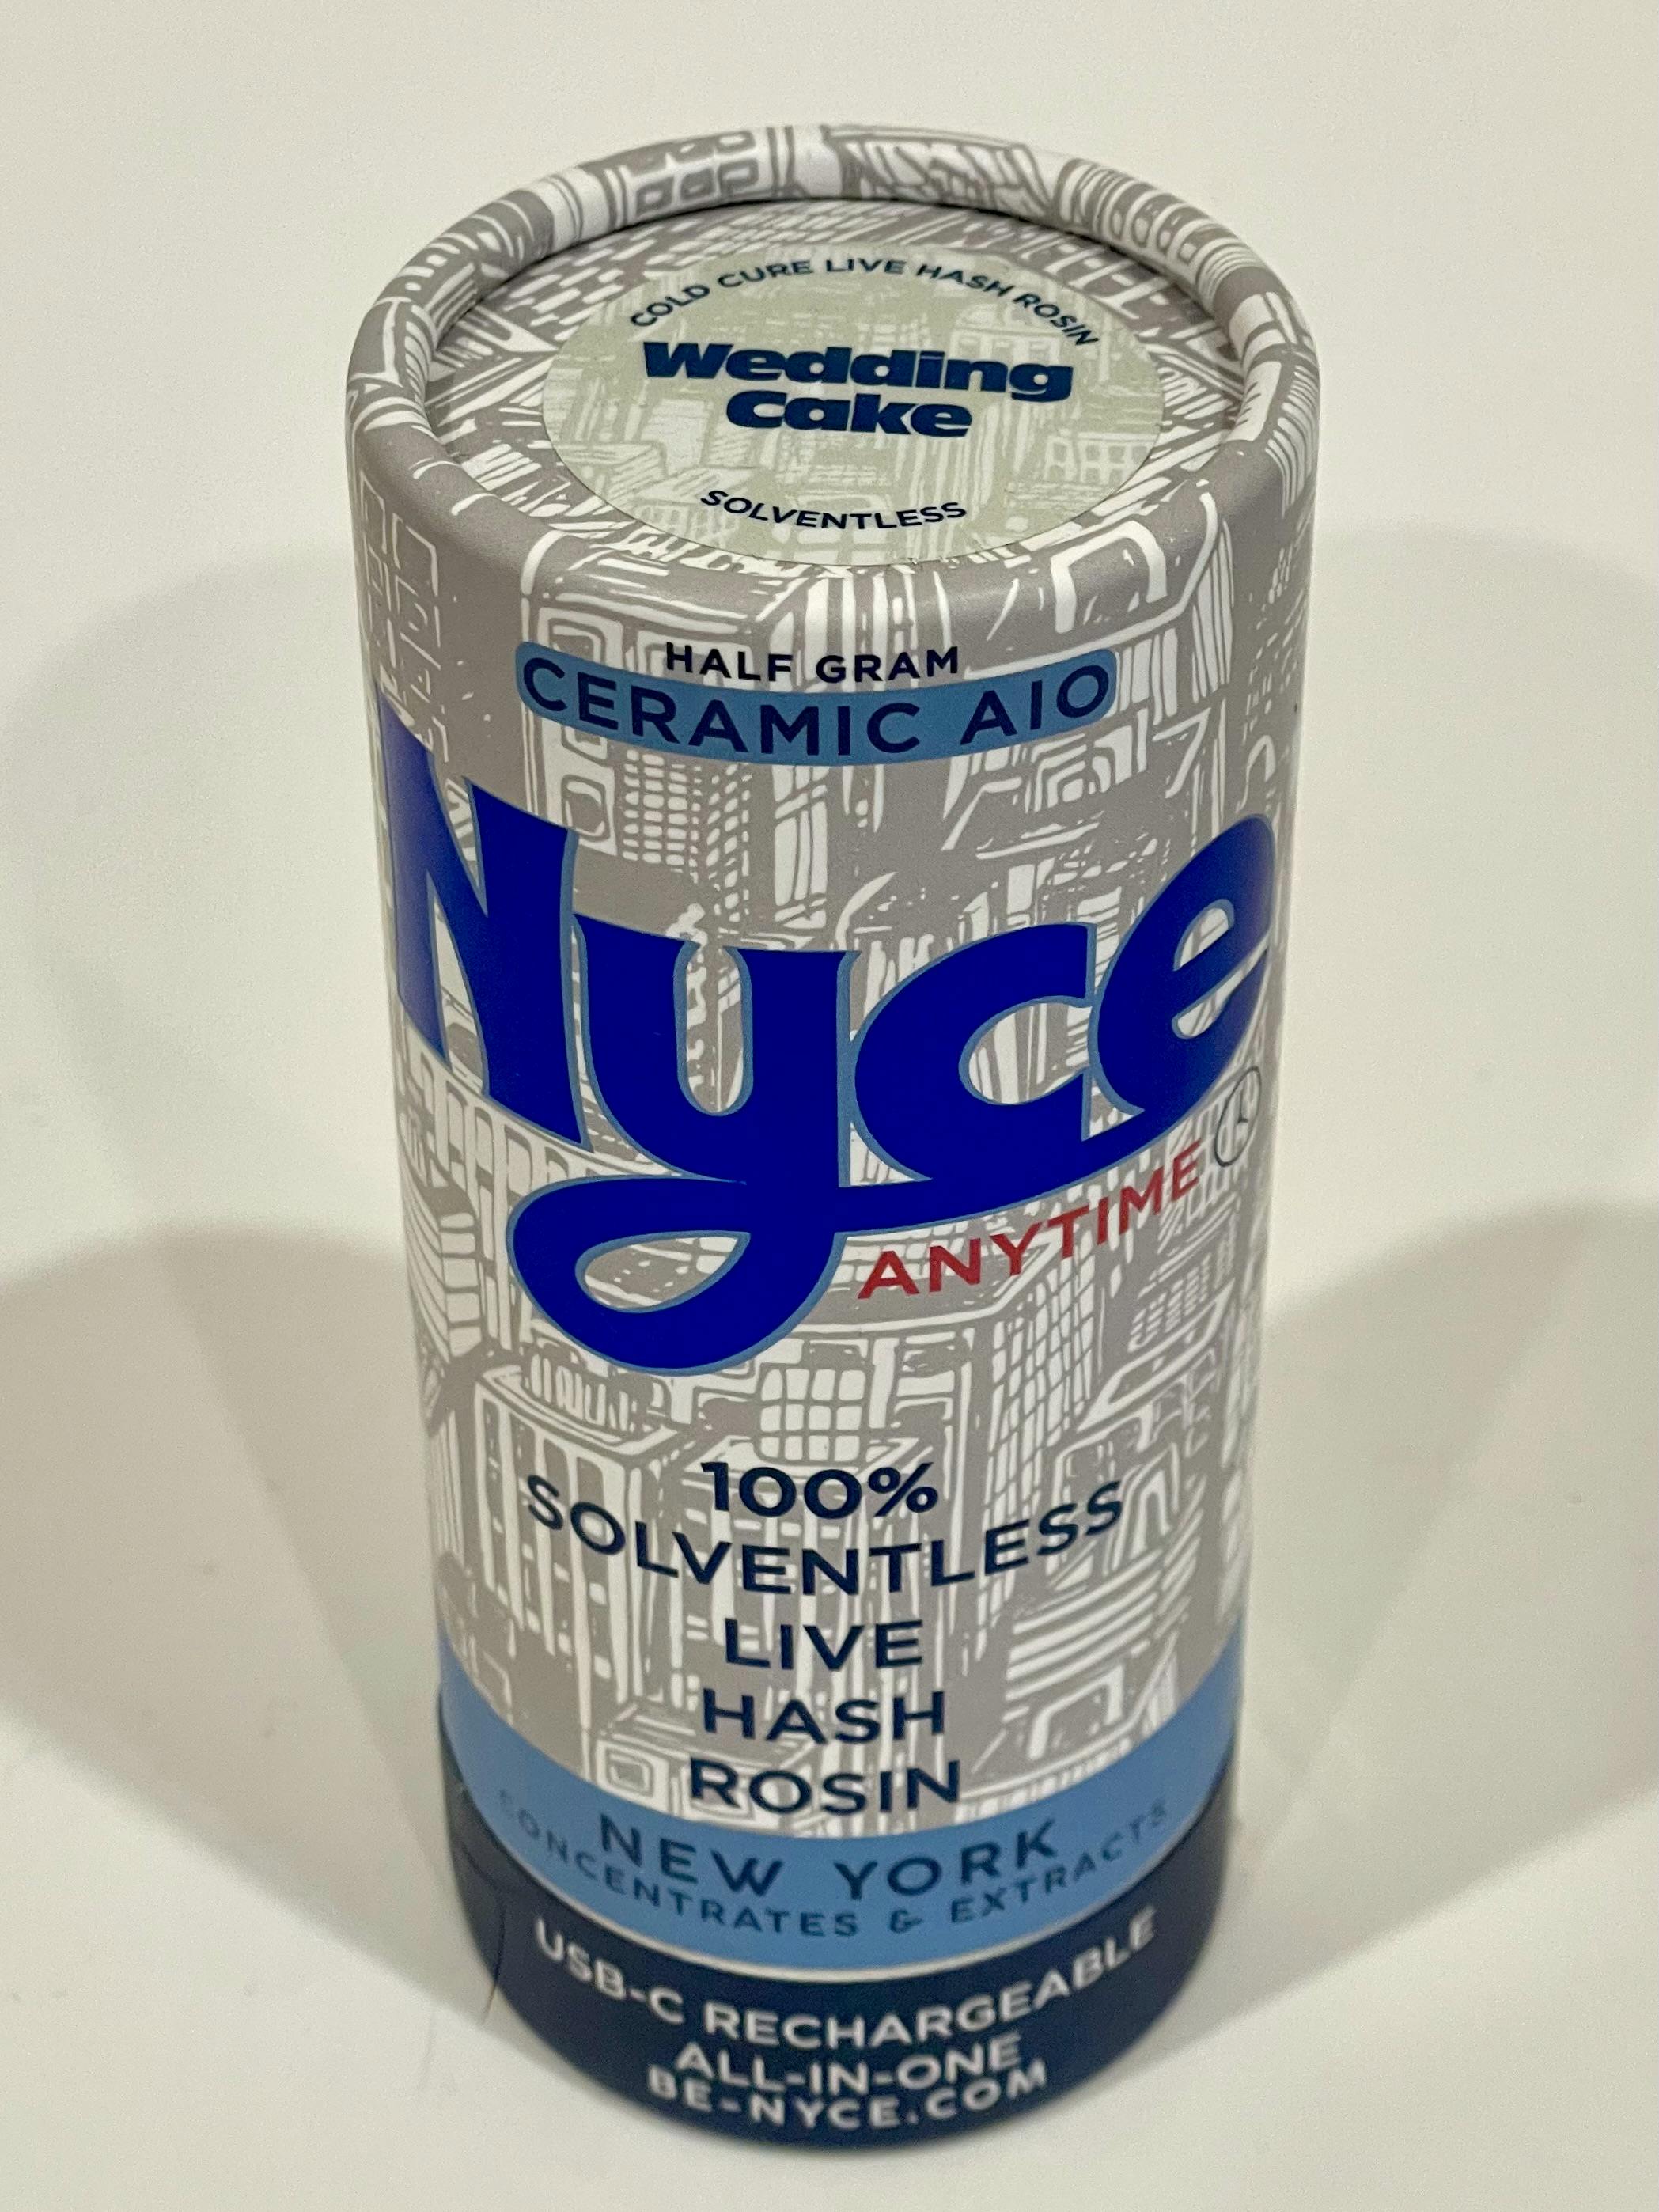 COLD CURE LIVE HASH ROSIN
Wedding
Cake
SOLVENTLESS
HALF GRAM
CERAMIC AIO
Nyce
ANYTIME
100%
SOLVENTLESS
LIVE
HASH
ROSIN
NEW YORK
CONCENTRATES & EXTRACTS
USB-C RECHARGEABLE
ALL-IN-ONE
BE-NYCE.COM